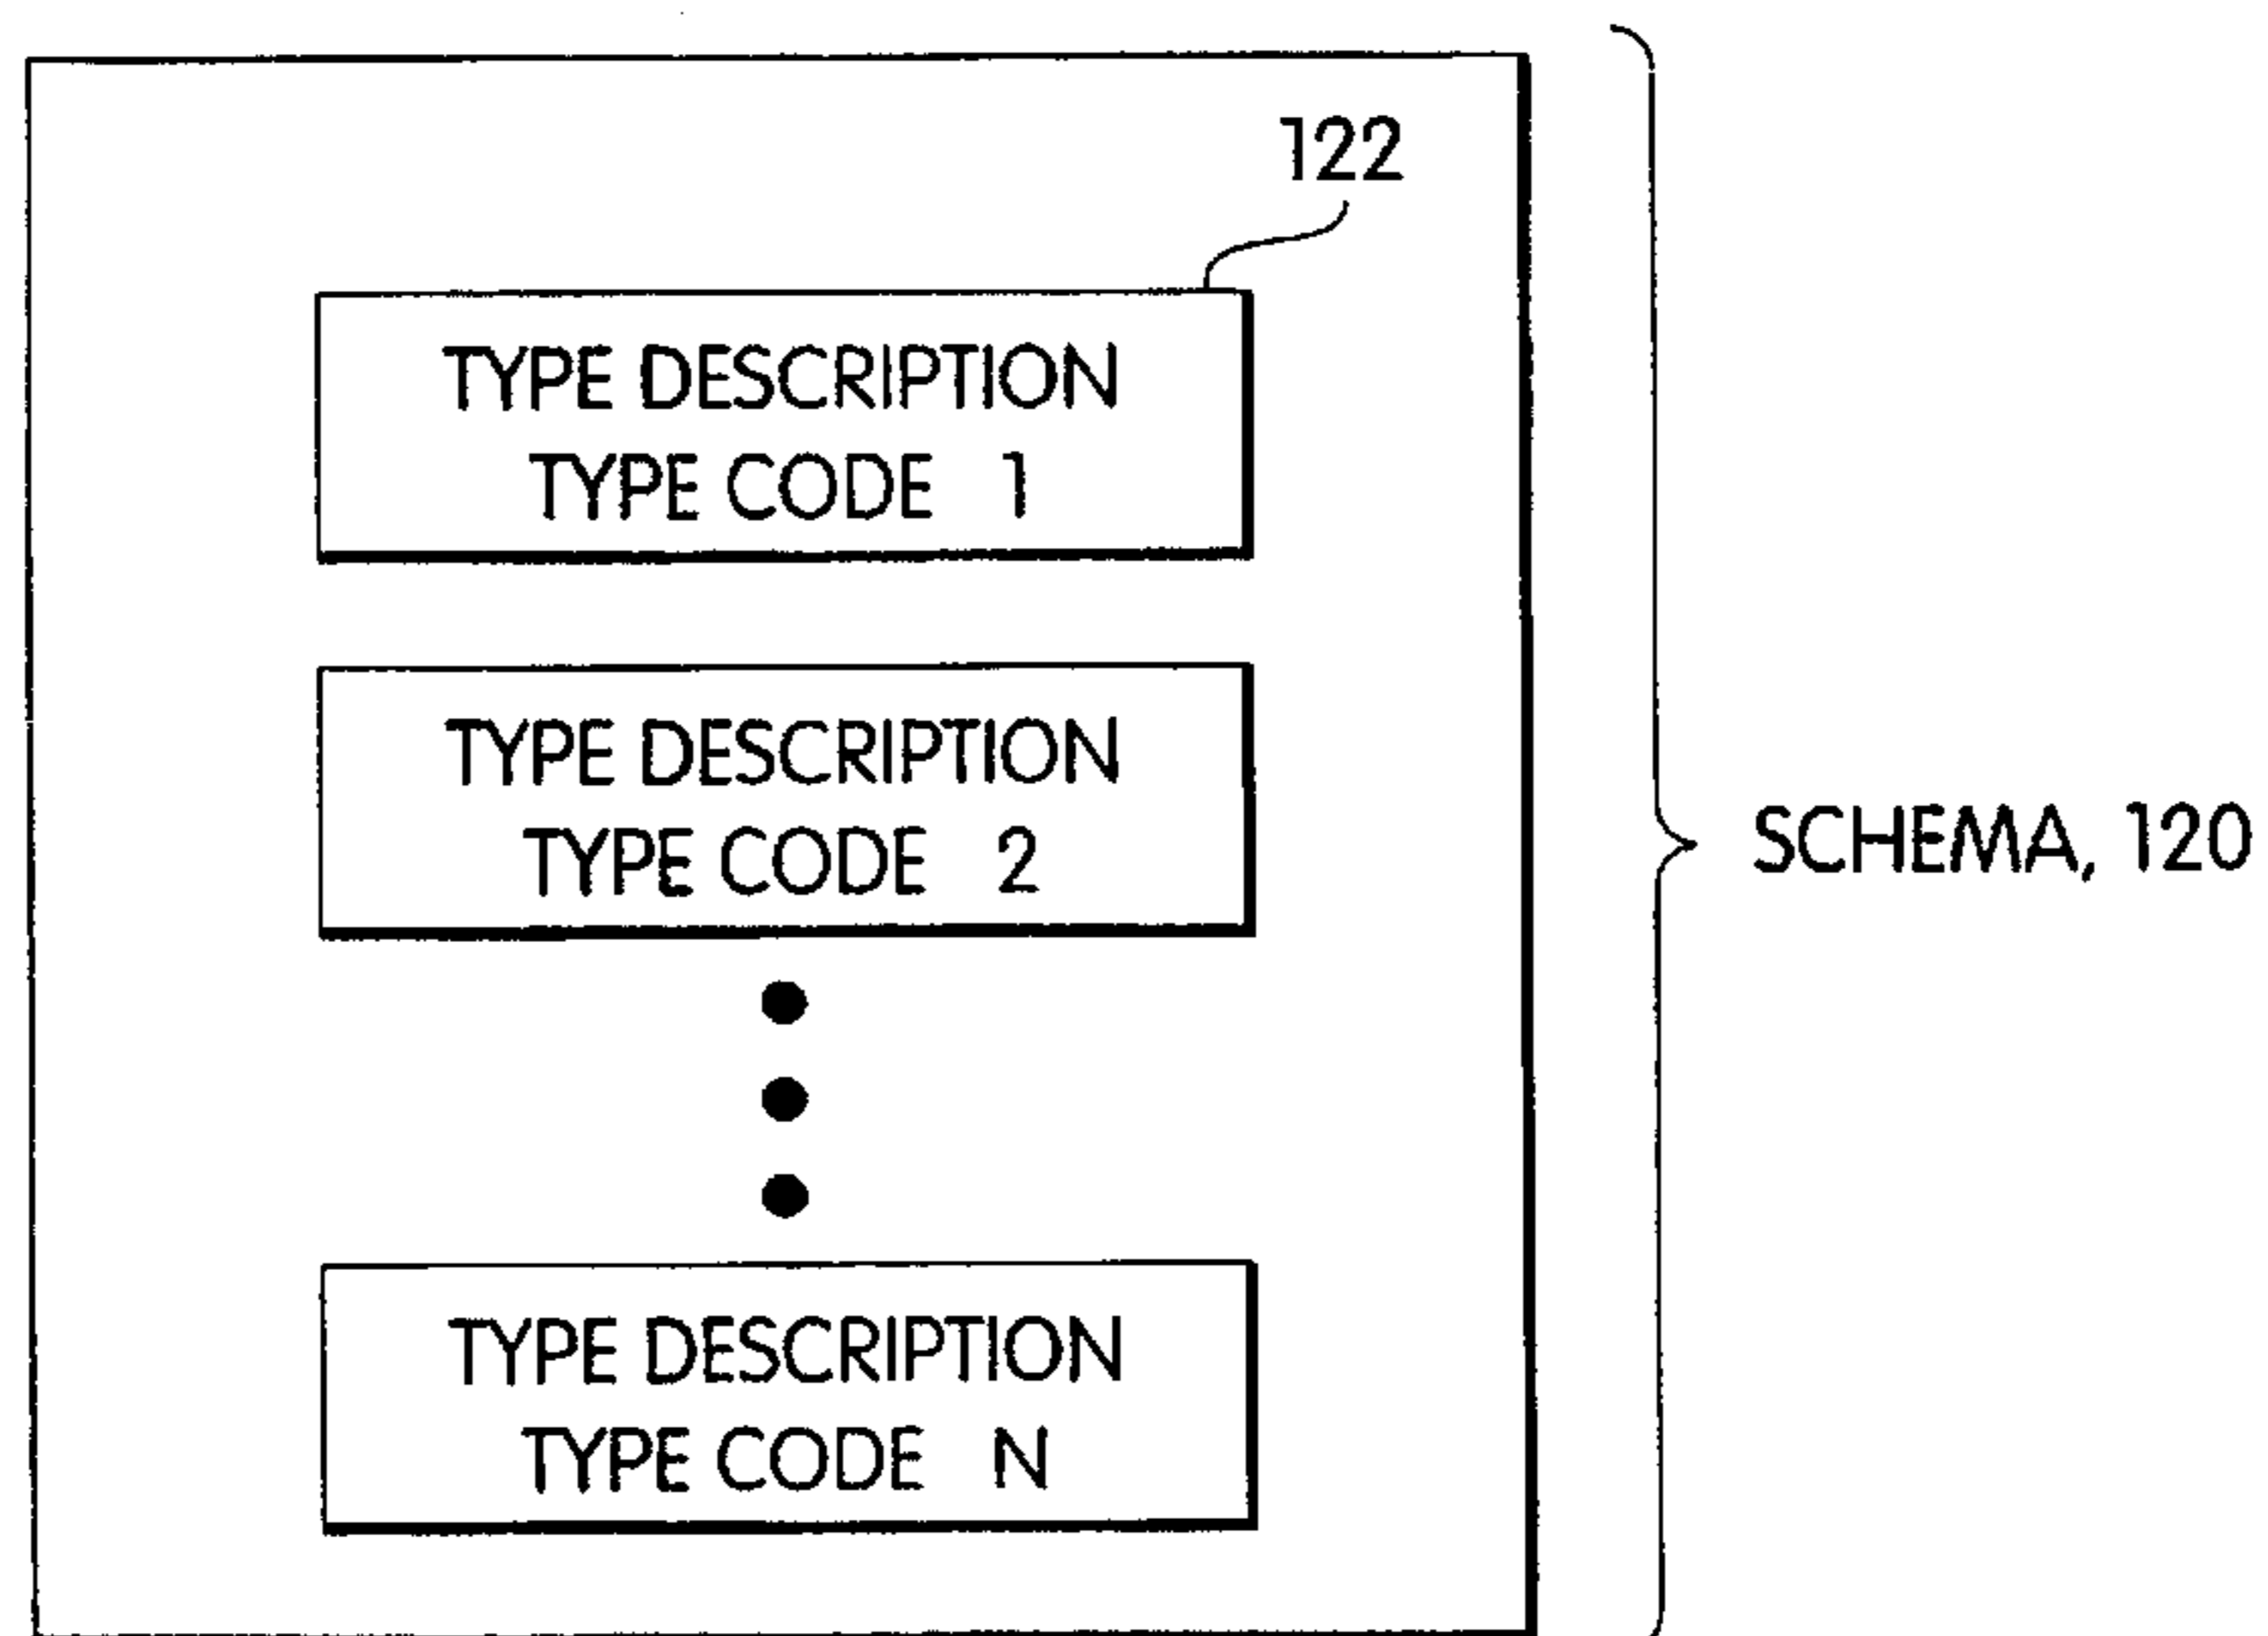 122
TYPE DESCRIPTION
TYPE CODE 1
TYPE DESCRIPTION
TYPE CODE 2
SCHEMA, 120
TYPE DESCRIPTION
TYPE CODE N